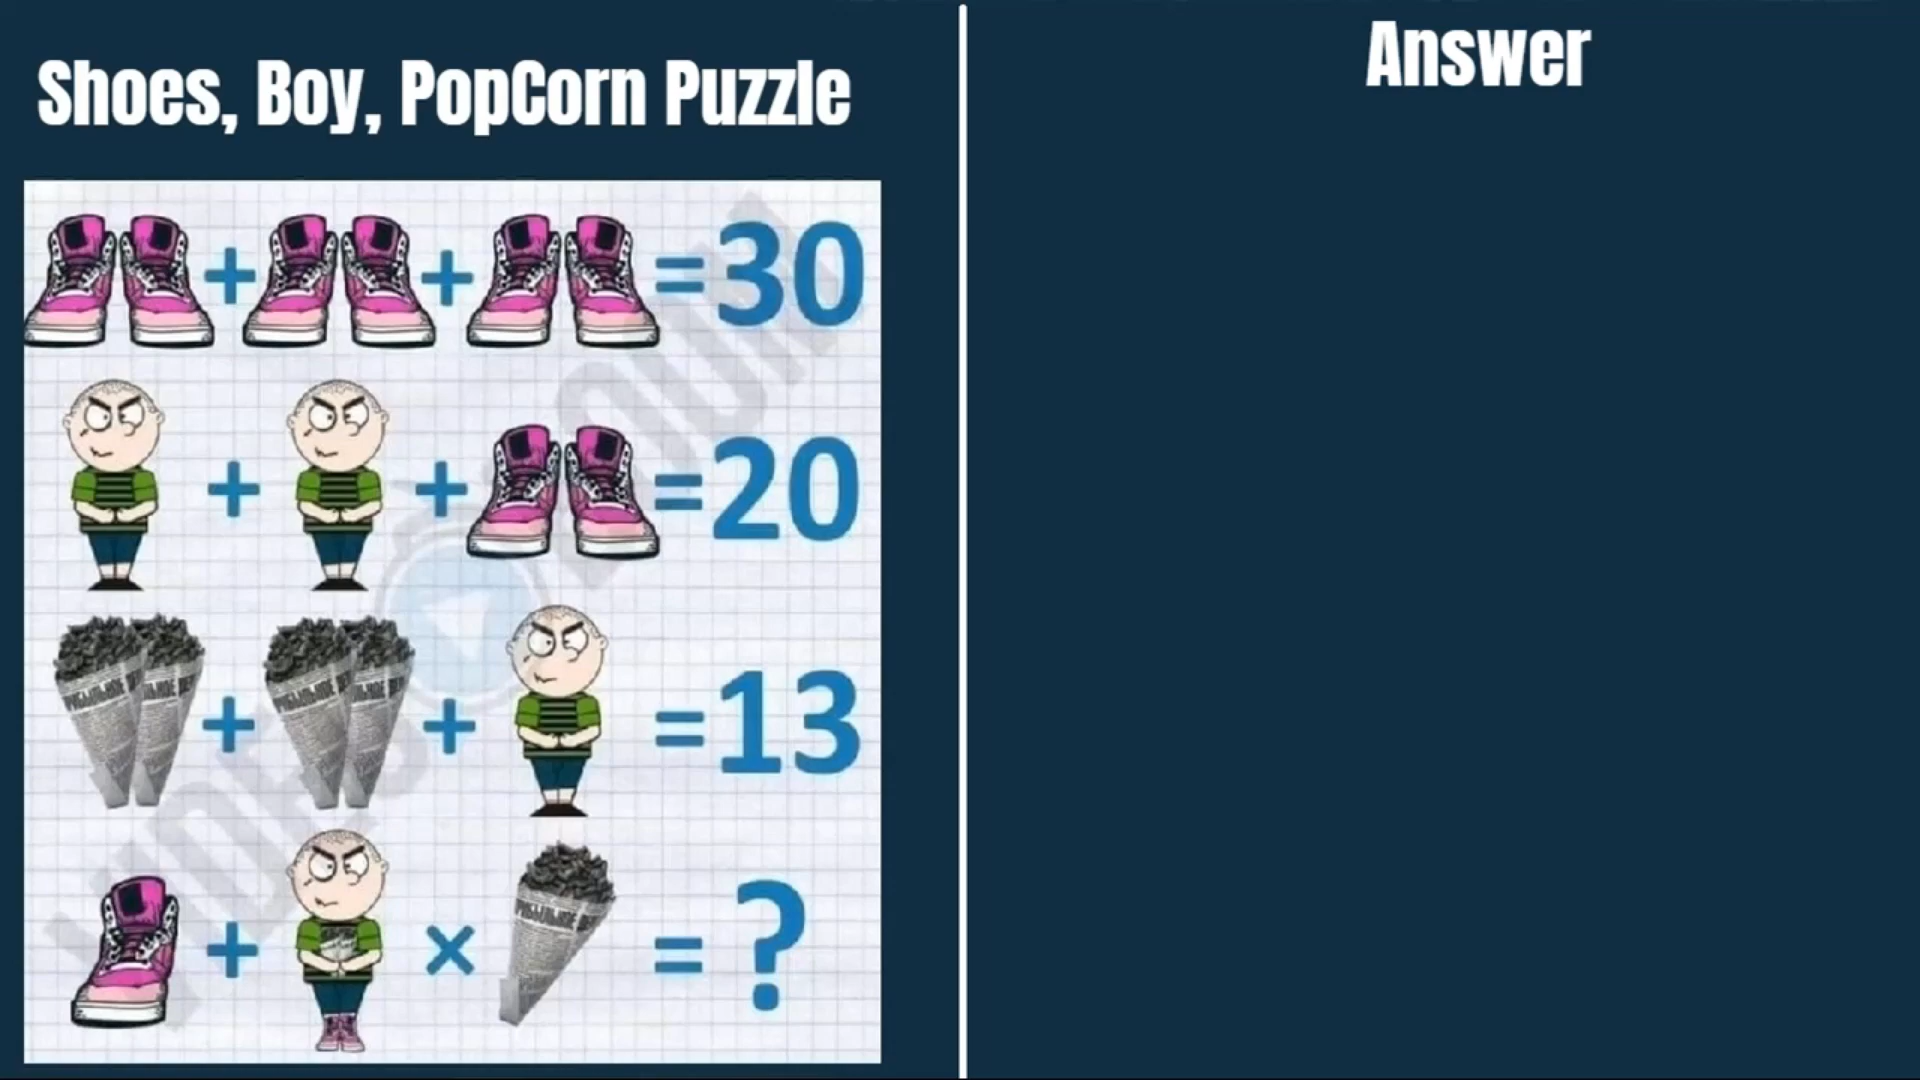 Shoes, Boy, PopCorn Puzzle
Answer
+ + =30
+ + =20
+ + =13
+ × = ?